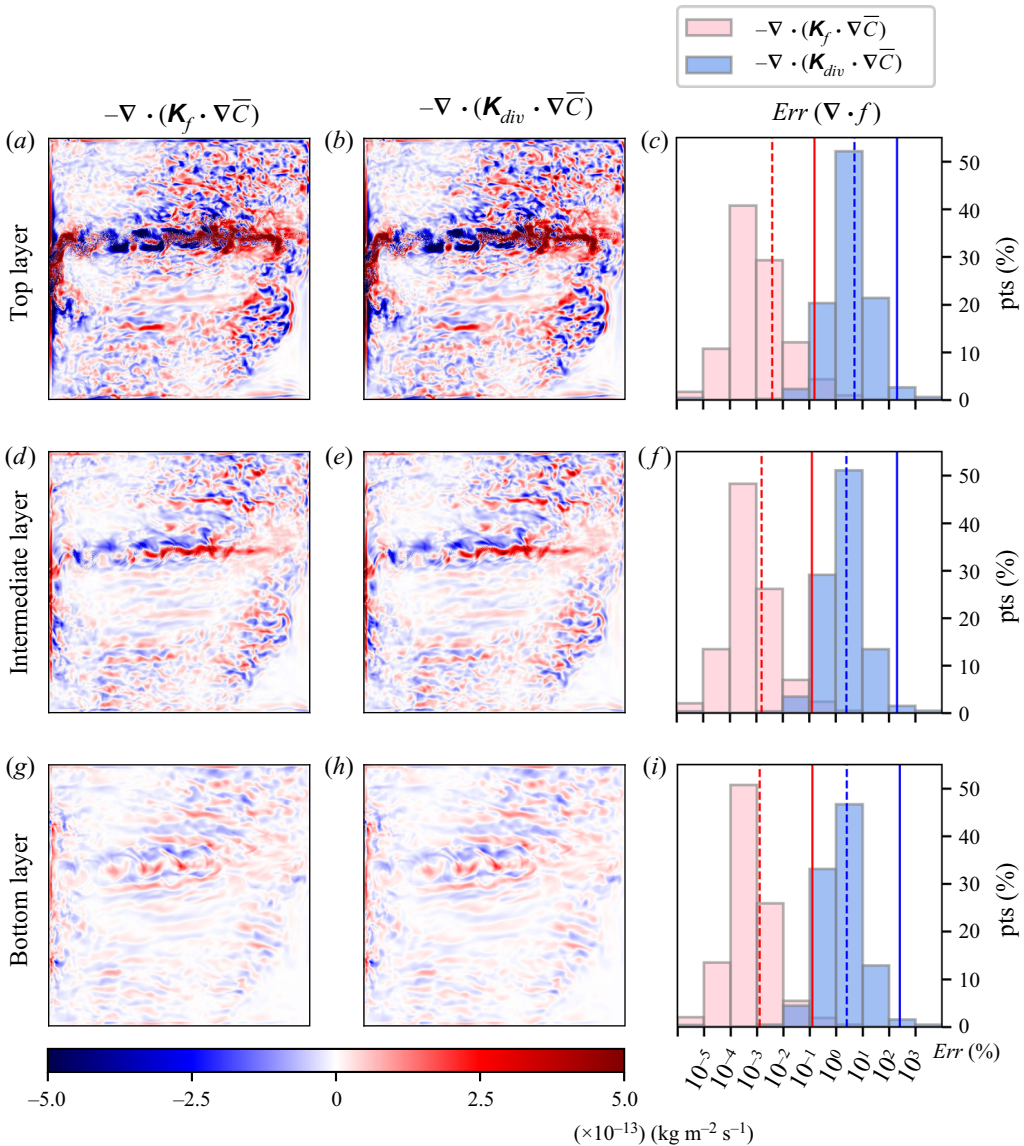 −∇ · (K_f · ∇C̅)
−∇ · (K_div · ∇C̅)
−∇ · (K_f · ∇C̅)
−∇ · (K_div · ∇C̅)
Err (∇ · f)
(a)
(b)
(c)
Top layer
50
40
30
20
10
0
pts (%)
(d)
(e)
(f)
Intermediate layer
50
40
30
20
10
0
pts (%)
(g)
(h)
(i)
Bottom layer
50
40
30
20
10
0
pts (%)
10⁻⁵ 10⁻⁴ 10⁻³ 10⁻² 10⁻¹ 10⁰ 10¹ 10² 10³
Err (%)
−5.0 −2.5 0 2.5 5.0
(×10⁻¹³) (kg m⁻² s⁻¹)